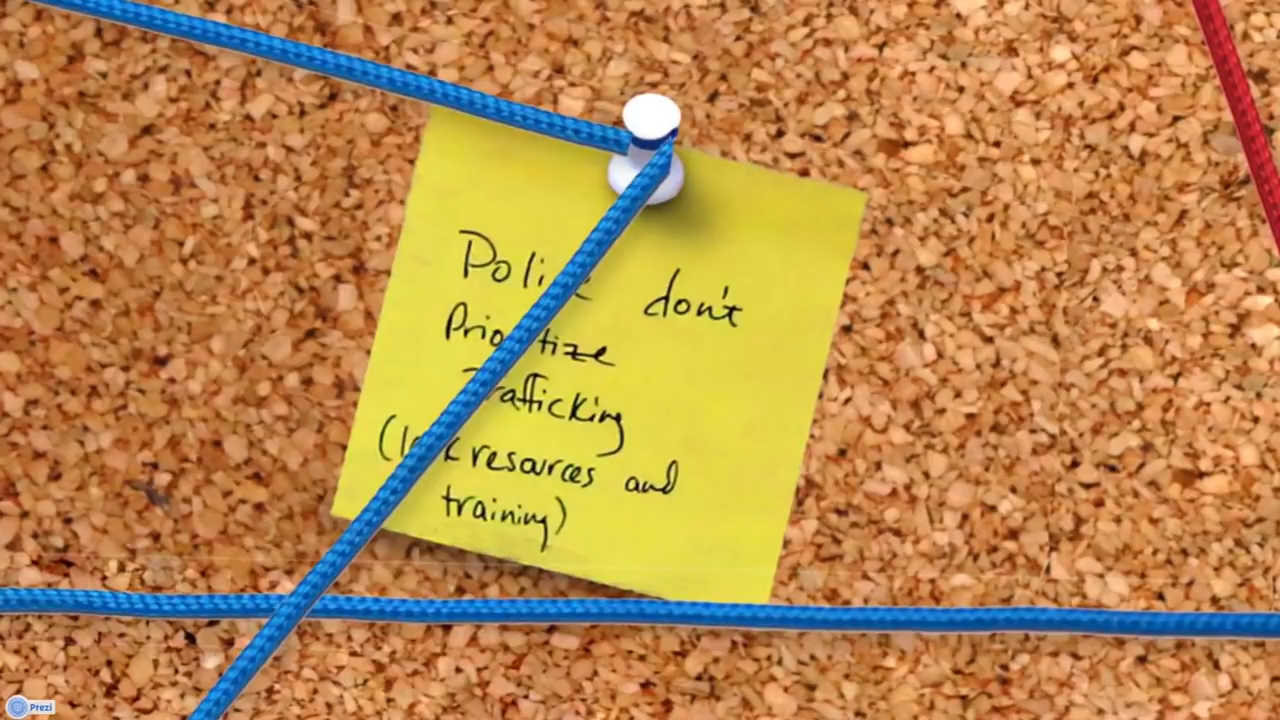 Police don't
Prioritize
Trafficking
(lack resources and
training)
Prezi